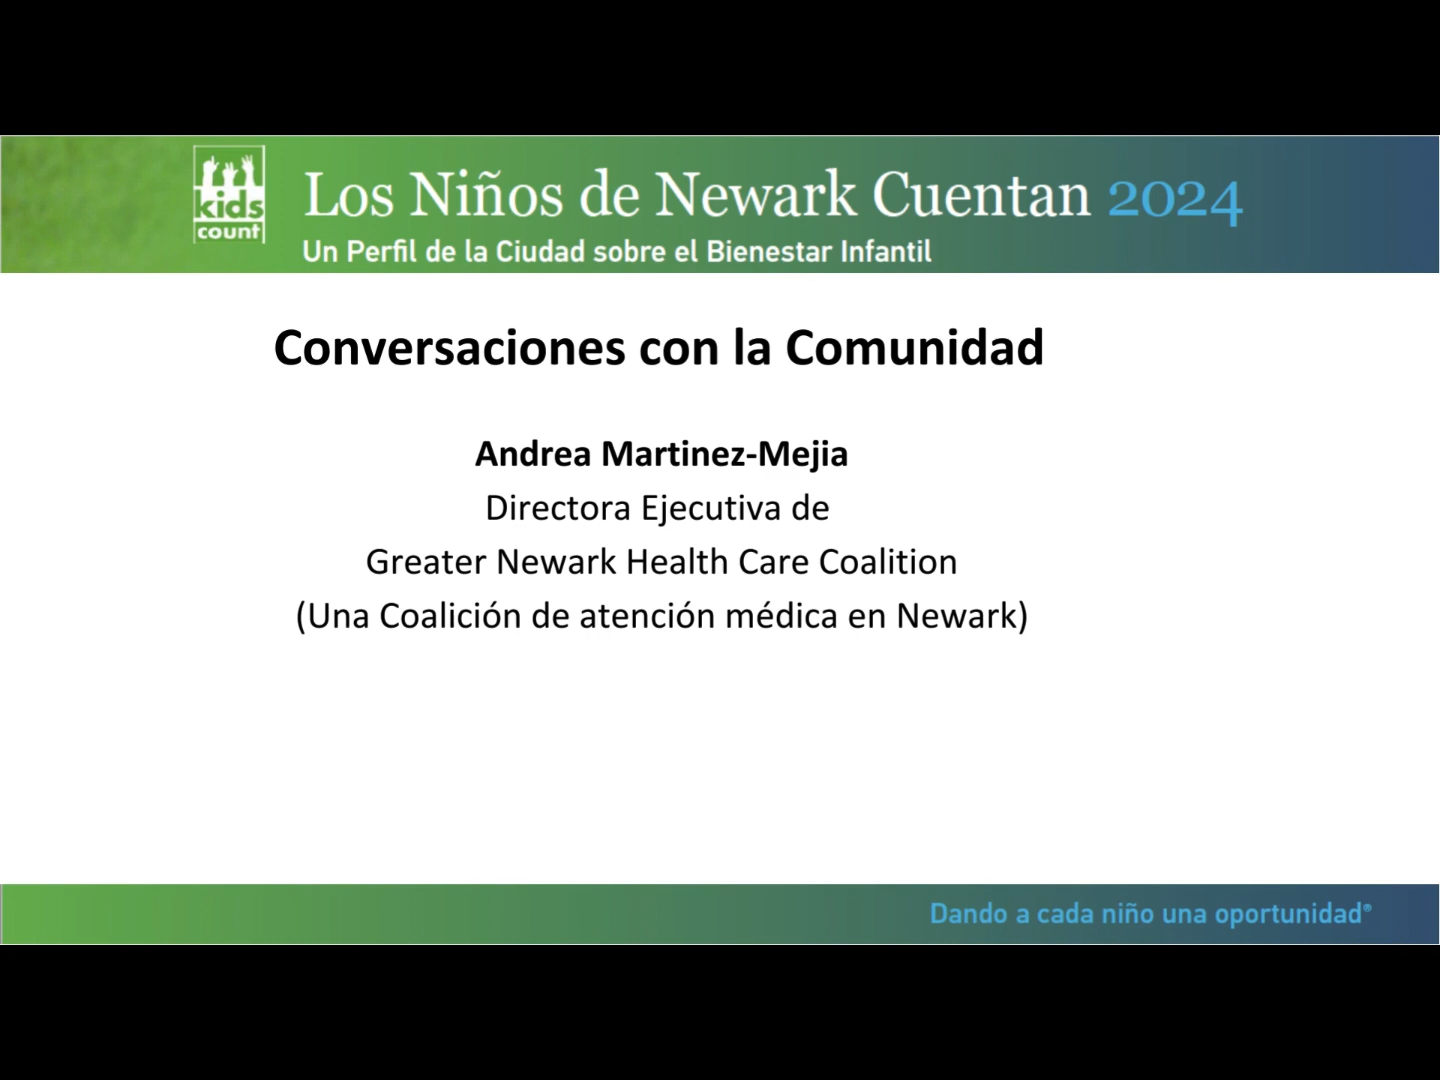 kids
count
Los Niños de Newark Cuentan 2024
Un Perfil de la Ciudad sobre el Bienestar Infantil
Conversaciones con la Comunidad
Andrea Martinez-Mejia
Directora Ejecutiva de
Greater Newark Health Care Coalition
(Una Coalición de atención médica en Newark)
Dando a cada niño una oportunidad®